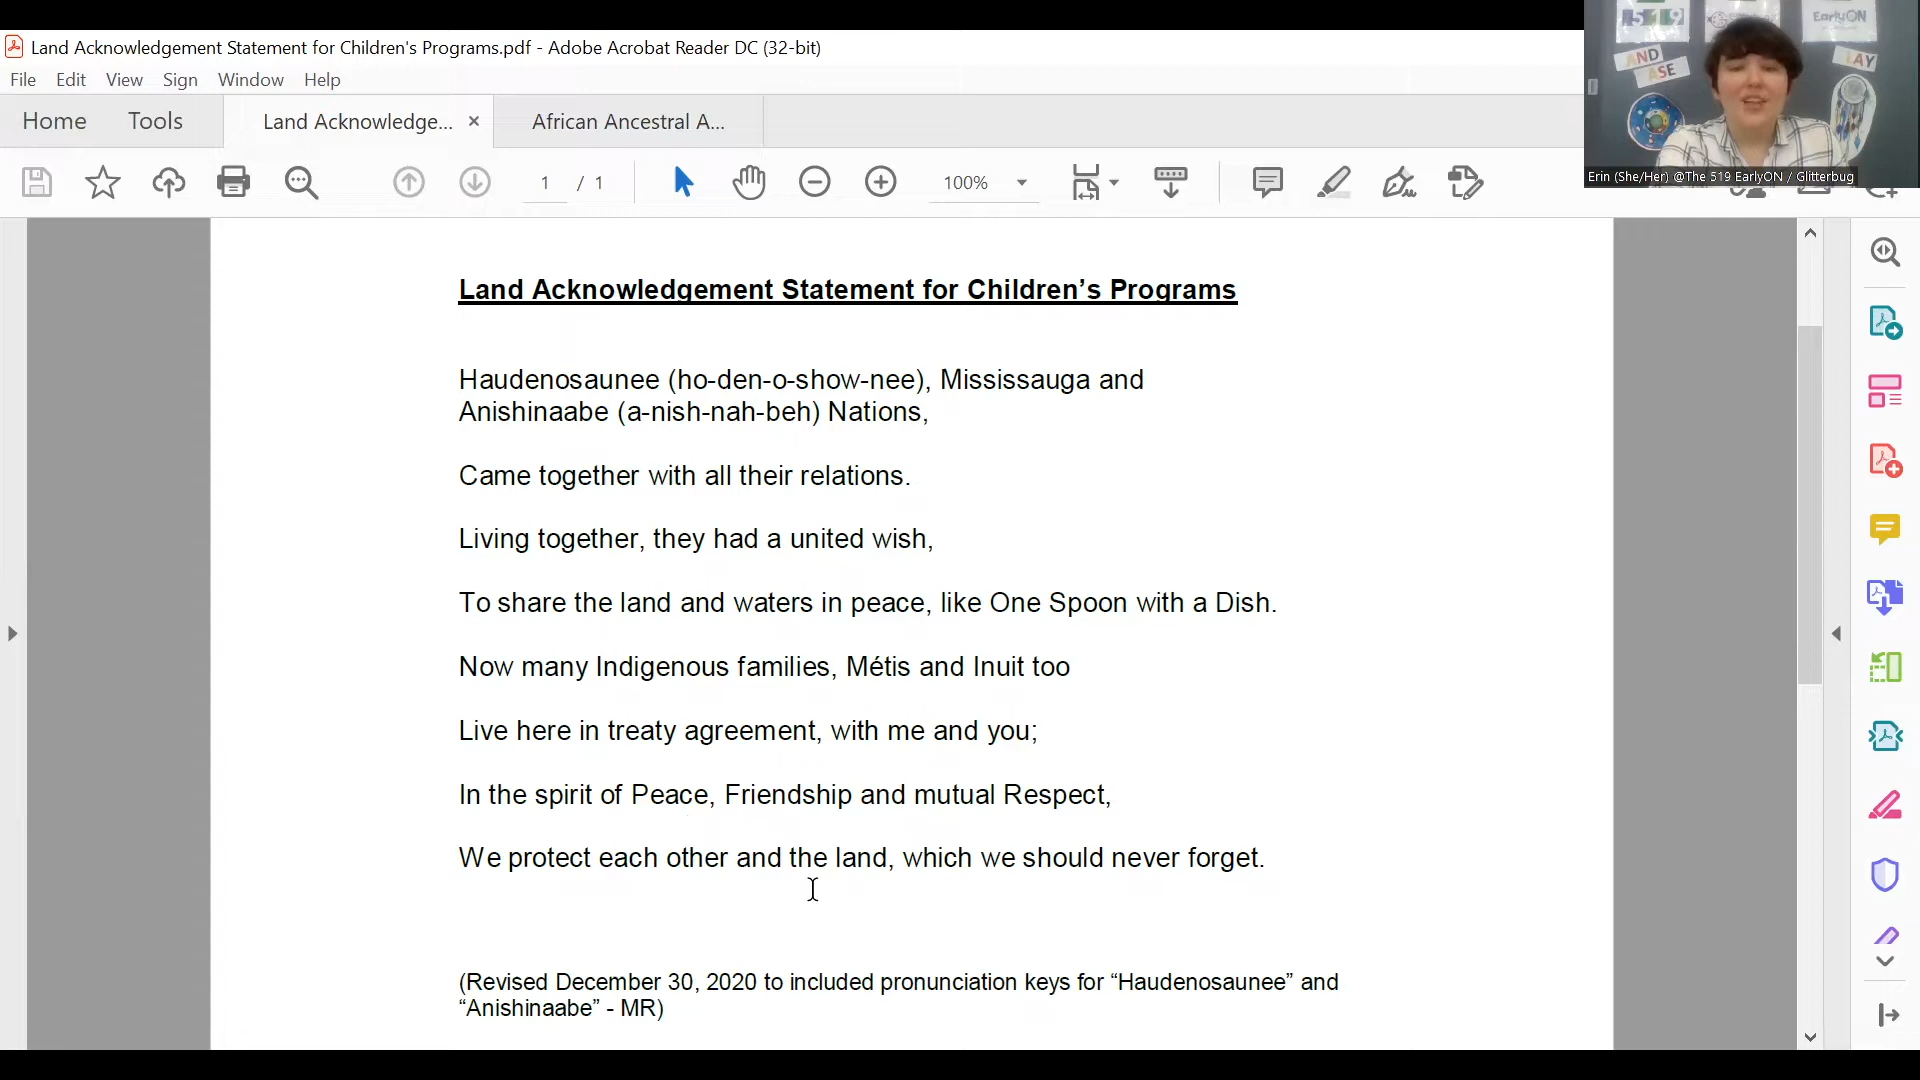 Land Acknowledgement Statement for Children's Programs.pdf - Adobe Acrobat Reader DC (32-bit)
File Edit View Sign Window Help
Home Tools Land Acknowledge... × African Ancestral A...
1 / 1 100%
519 EarlyON
AND
ASE
LAY
Erin (She/Her) @The 519 EarlyON / Glitterbug
Land Acknowledgement Statement for Children’s Programs
Haudenosaunee (ho-den-o-show-nee), Mississauga and
Anishinaabe (a-nish-nah-beh) Nations,
Came together with all their relations.
Living together, they had a united wish,
To share the land and waters in peace, like One Spoon with a Dish.
Now many Indigenous families, Métis and Inuit too
Live here in treaty agreement, with me and you;
In the spirit of Peace, Friendship and mutual Respect,
We protect each other and the land, which we should never forget.
(Revised December 30, 2020 to included pronunciation keys for “Haudenosaunee” and
“Anishinaabe” - MR)